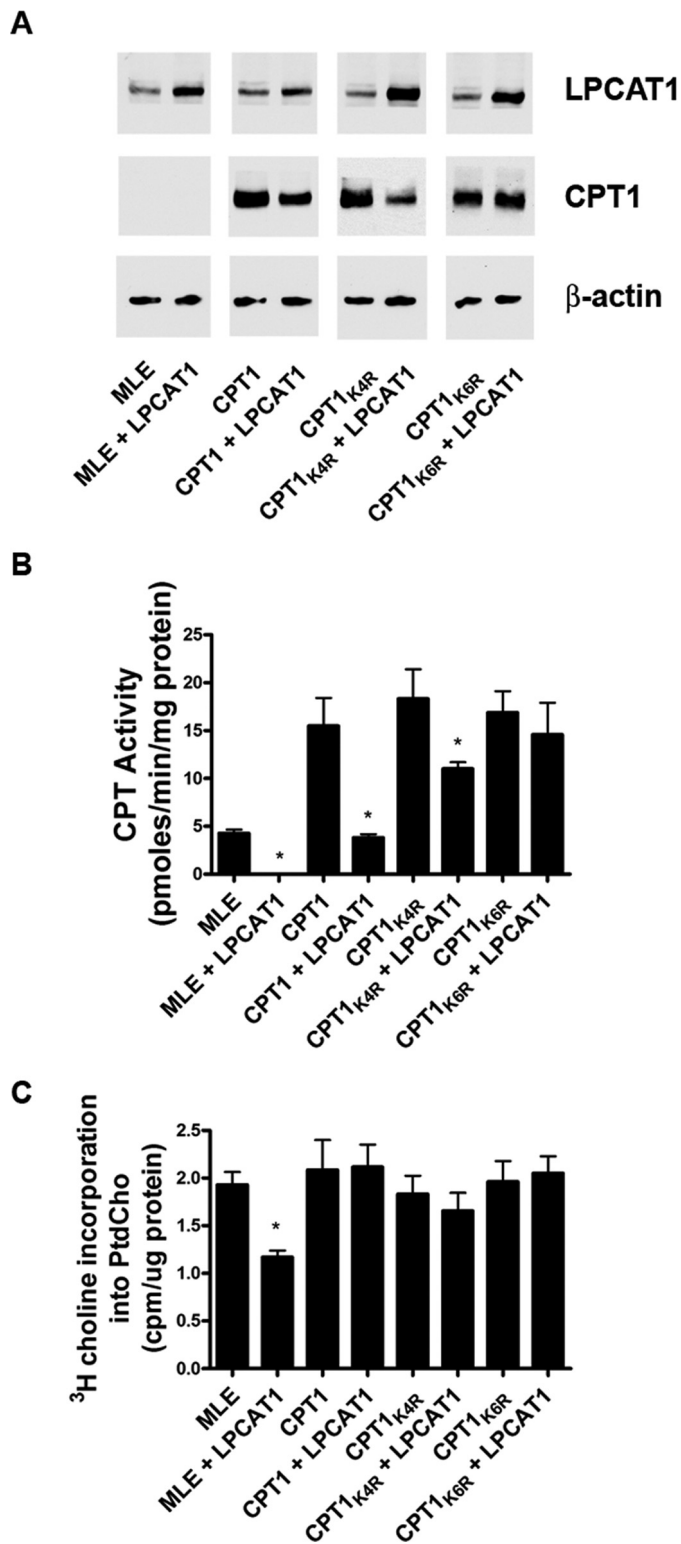 A
LPCAT1
CPT1
β-actin
MLE
MLE + LPCAT1
CPT1
CPT1 + LPCAT1
CPT1K4R
CPT1K4R + LPCAT1
CPT1K6R
CPT1K6R + LPCAT1
B
CPT Activity
(pmoles/min/mg protein)
25
20
15
10
5
0
*
*
*
MLE
MLE + LPCAT1
CPT1
CPT1 + LPCAT1
CPT1K4R
CPT1K4R + LPCAT1
CPT1K6R
CPT1K6R + LPCAT1
C
3H choline incorporation
into PtdCho
(cpm/ug protein)
2.5
2.0
1.5
1.0
0.5
0.0
*
MLE
MLE + LPCAT1
CPT1
CPT1 + LPCAT1
CPT1K4R
CPT1K4R + LPCAT1
CPT1K6R
CPT1K6R + LPCAT1